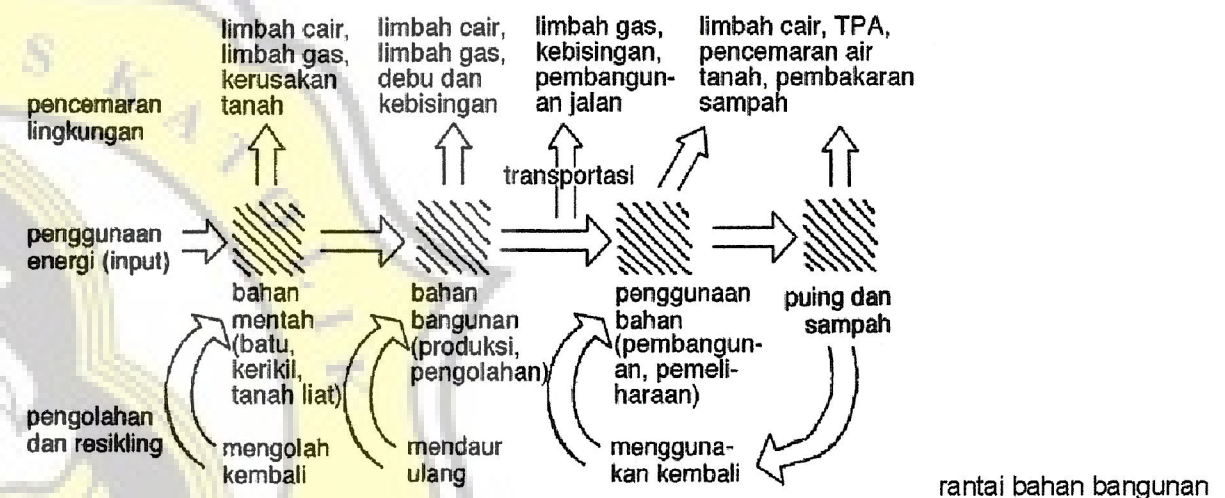 limbah cair,
limbah gas,
kerusakan
tanah
limbah cair,
limbah gas,
debu dan
kebisingan
limbah gas,
kebisingan,
pembangun-
an jalan
limbah cair, TPA,
pencemaran air
tanah, pembakaran
sampah
pencemaran
lingkungan
transportasi
penggunaan
energi (input)
bahan
mentah
(batu,
kerikil,
tanah liat)
bahan
bangunan
(produksi,
pengolahan)
penggunaan
bahan
(pembangun-
an, pemeli-
haraan)
puing dan
sampah
pengolahan
dan resikling
mengolah
kembali
mendaur
ulang
mengguna-
kan kembali
rantai bahan bangunan